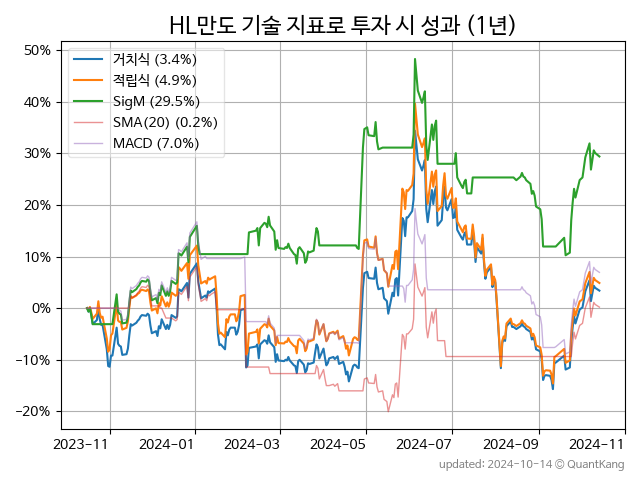 HL만도 기술 지표로 투자 시 성과 (1년)
거치식 (3.4%)
적립식 (4.9%)
SigM (29.5%)
SMA(20) (0.2%)
MACD (7.0%)
50%
40%
30%
20%
10%
0%
−10%
−20%
2023-11
2024-01
2024-03
2024-05
2024-07
2024-09
2024-11
updated: 2024-10-14 © QuantKang